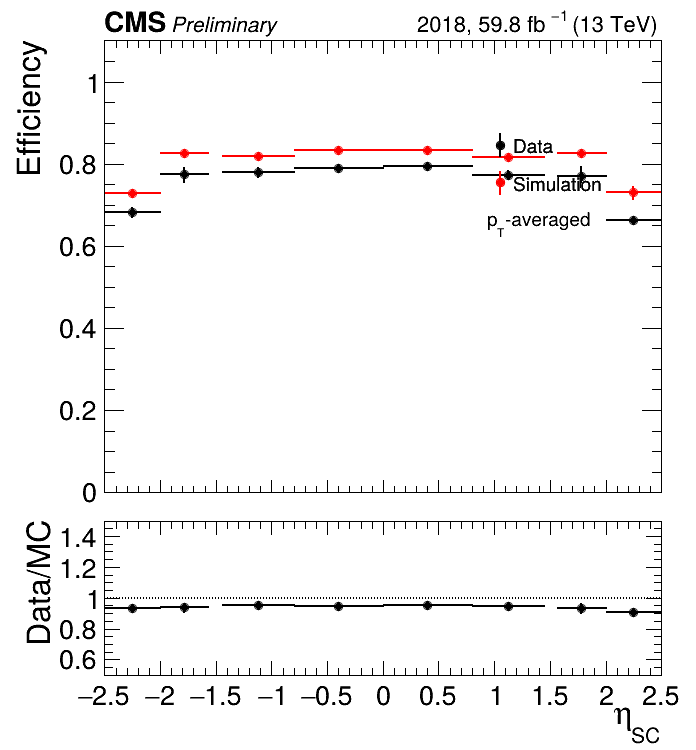 CMS Preliminary 2018, 59.8 fb⁻¹ (13 TeV)
Efficiency
1
0.8
0.6
0.4
0.2
0
Data
Simulation
p_T-averaged
Data/MC
1.4
1.2
1
0.8
0.6
−2.5 −2 −1.5 −1 −0.5 0 0.5 1 1.5 2 2.5
η_SC